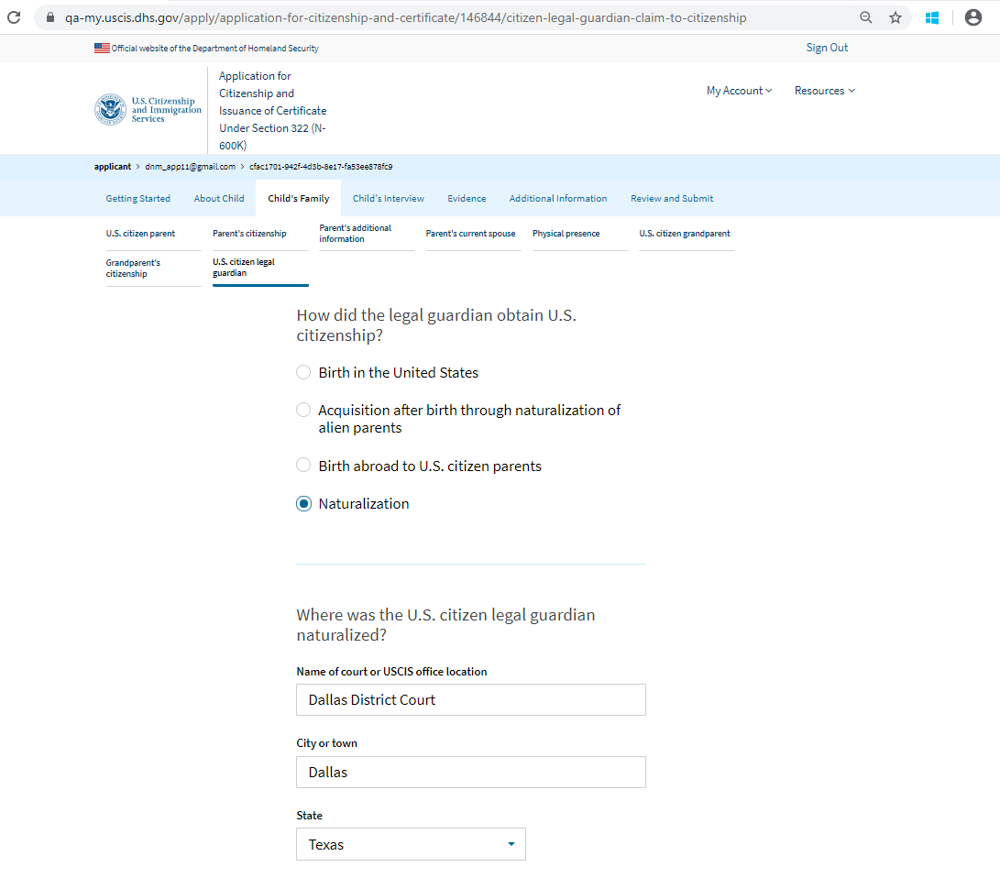 qa-my.uscis.dhs.gov/apply/application-for-citizenship-and-certificate/146844/citizen-legal-guardian-claim-to-citizenship
Official website of the Department of Homeland Security
Sign Out
U.S. Citizenship
and Immigration
Services
Application for
Citizenship and
Issuance of Certificate
Under Section 322 (N-
600K)
My Account
Resources
applicant > dnm_app11@gmail.com > cfac1701-942f-4d3b-8e17-fa53ee878fc9
Getting Started About Child Child's Family Child's Interview Evidence Additional Information Review and Submit
U.S. citizen parent
Parent's citizenship
Parent's additional
information
Parent's current spouse
Physical presence
U.S. citizen grandparent
Grandparent's
citizenship
U.S. citizen legal
guardian
How did the legal guardian obtain U.S.
citizenship?
Birth in the United States
Acquisition after birth through naturalization of
alien parents
Birth abroad to U.S. citizen parents
Naturalization
Where was the U.S. citizen legal guardian
naturalized?
Name of court or USCIS office location
Dallas District Court
City or town
Dallas
State
Texas